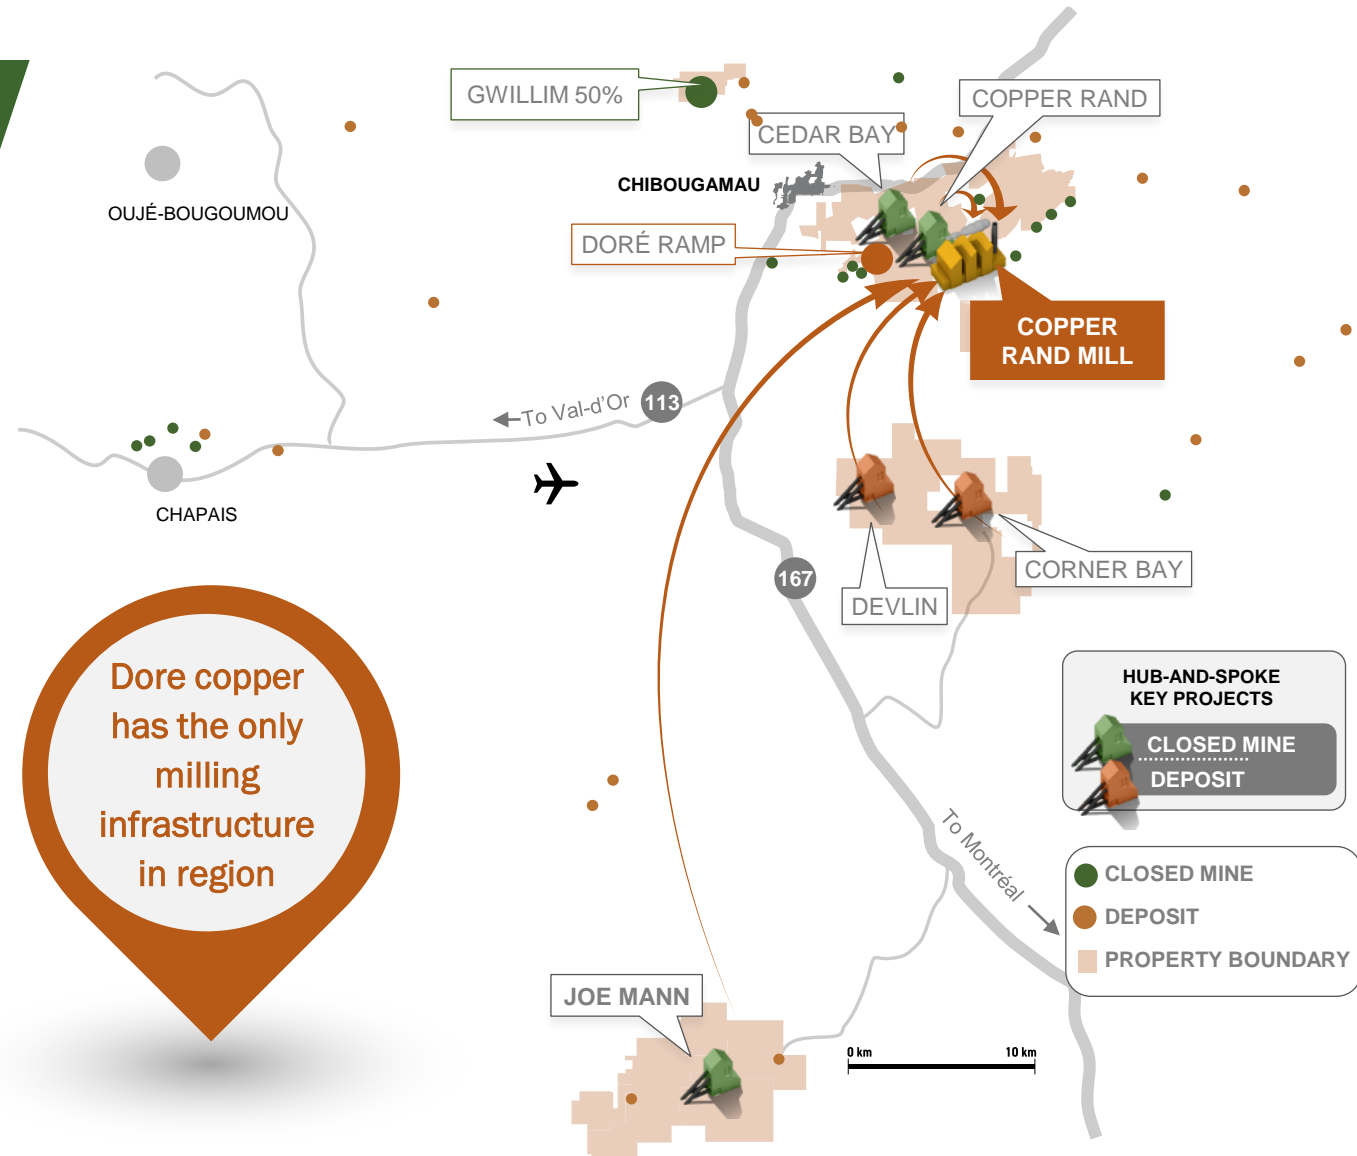 GWILLIM 50%
COPPER RAND
CEDAR BAY
CHIBOUGAMAU
OUJÉ-BOUGOUMOU
DORÉ RAMP
COPPER
RAND MILL
To Val-d'Or
113
CHAPAIS
167
CORNER BAY
DEVLIN
Dore copper
has the only
milling
infrastructure
in region
HUB-AND-SPOKE
KEY PROJECTS
CLOSED MINE
DEPOSIT
To Montréal
CLOSED MINE
DEPOSIT
PROPERTY BOUNDARY
JOE MANN
0 km
10 km